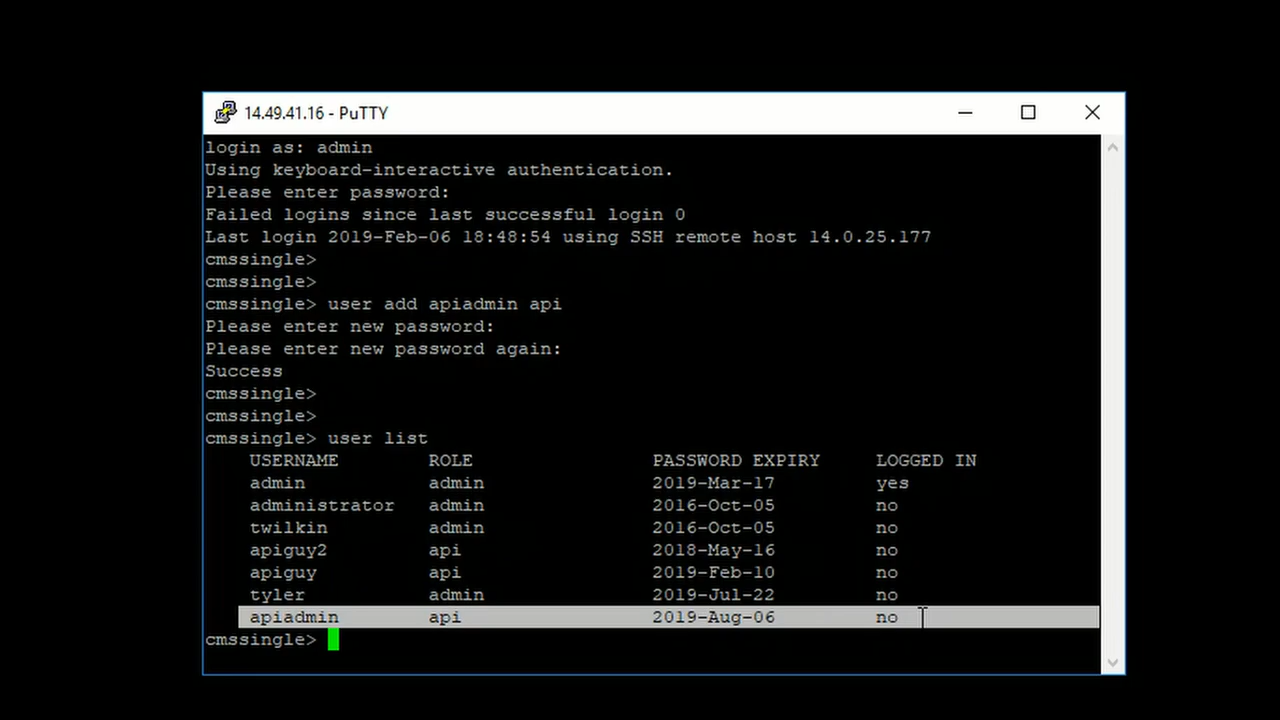 14.49.41.16 - PuTTY
login as: admin
Using keyboard-interactive authentication.
Please enter password:
Failed logins since last successful login 0
Last login 2019-Feb-06 18:48:54 using SSH remote host 14.0.25.177
cmssingle>
cmssingle>
cmssingle> user add apiadmin api
Please enter new password:
Please enter new password again:
Success
cmssingle>
cmssingle>
cmssingle> user list
USERNAME ROLE PASSWORD EXPIRY LOGGED IN
admin admin 2019-Mar-17 yes
administrator admin 2016-Oct-05 no
twilkin admin 2016-Oct-05 no
apiguy2 api 2018-May-16 no
apiguy api 2019-Feb-10 no
tyler admin 2019-Jul-22 no
apiadmin api 2019-Aug-06 no
cmssingle>